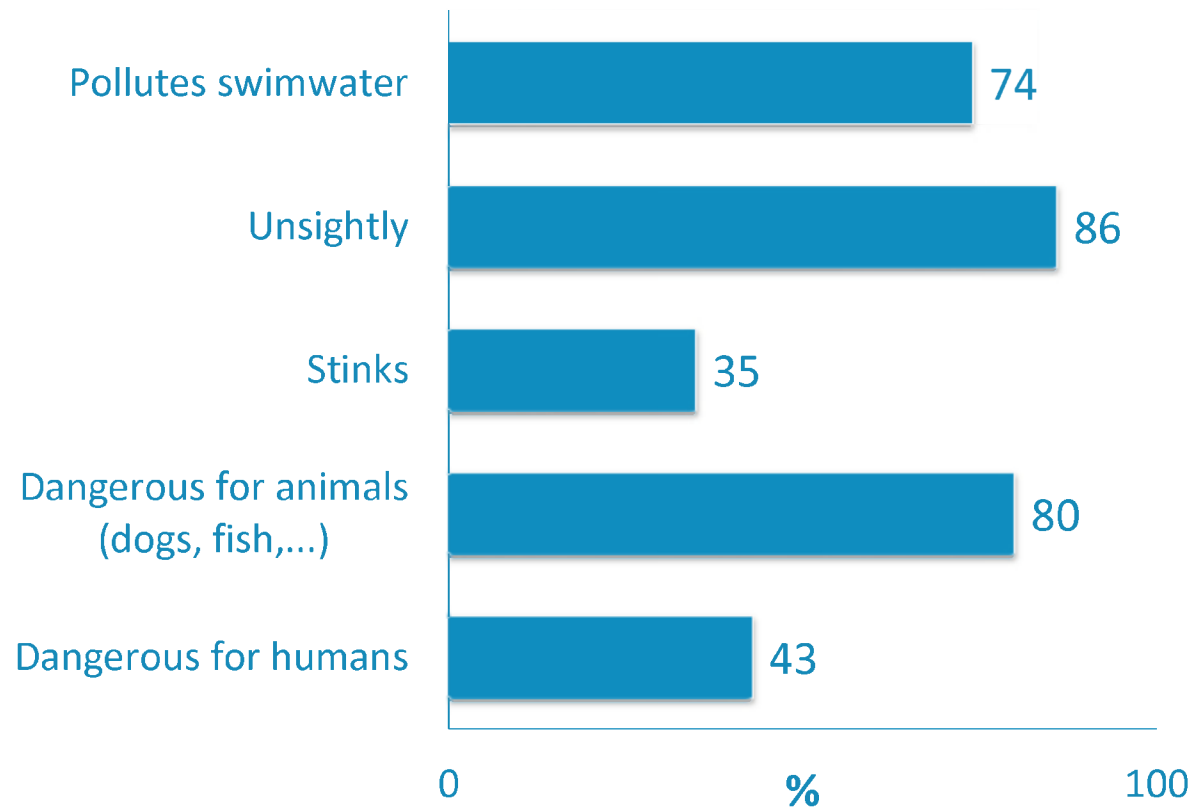 Pollutes swimwater
74
Unsightly
86
Stinks
35
Dangerous for animals
(dogs, fish,...)
80
Dangerous for humans
43
0
%
100